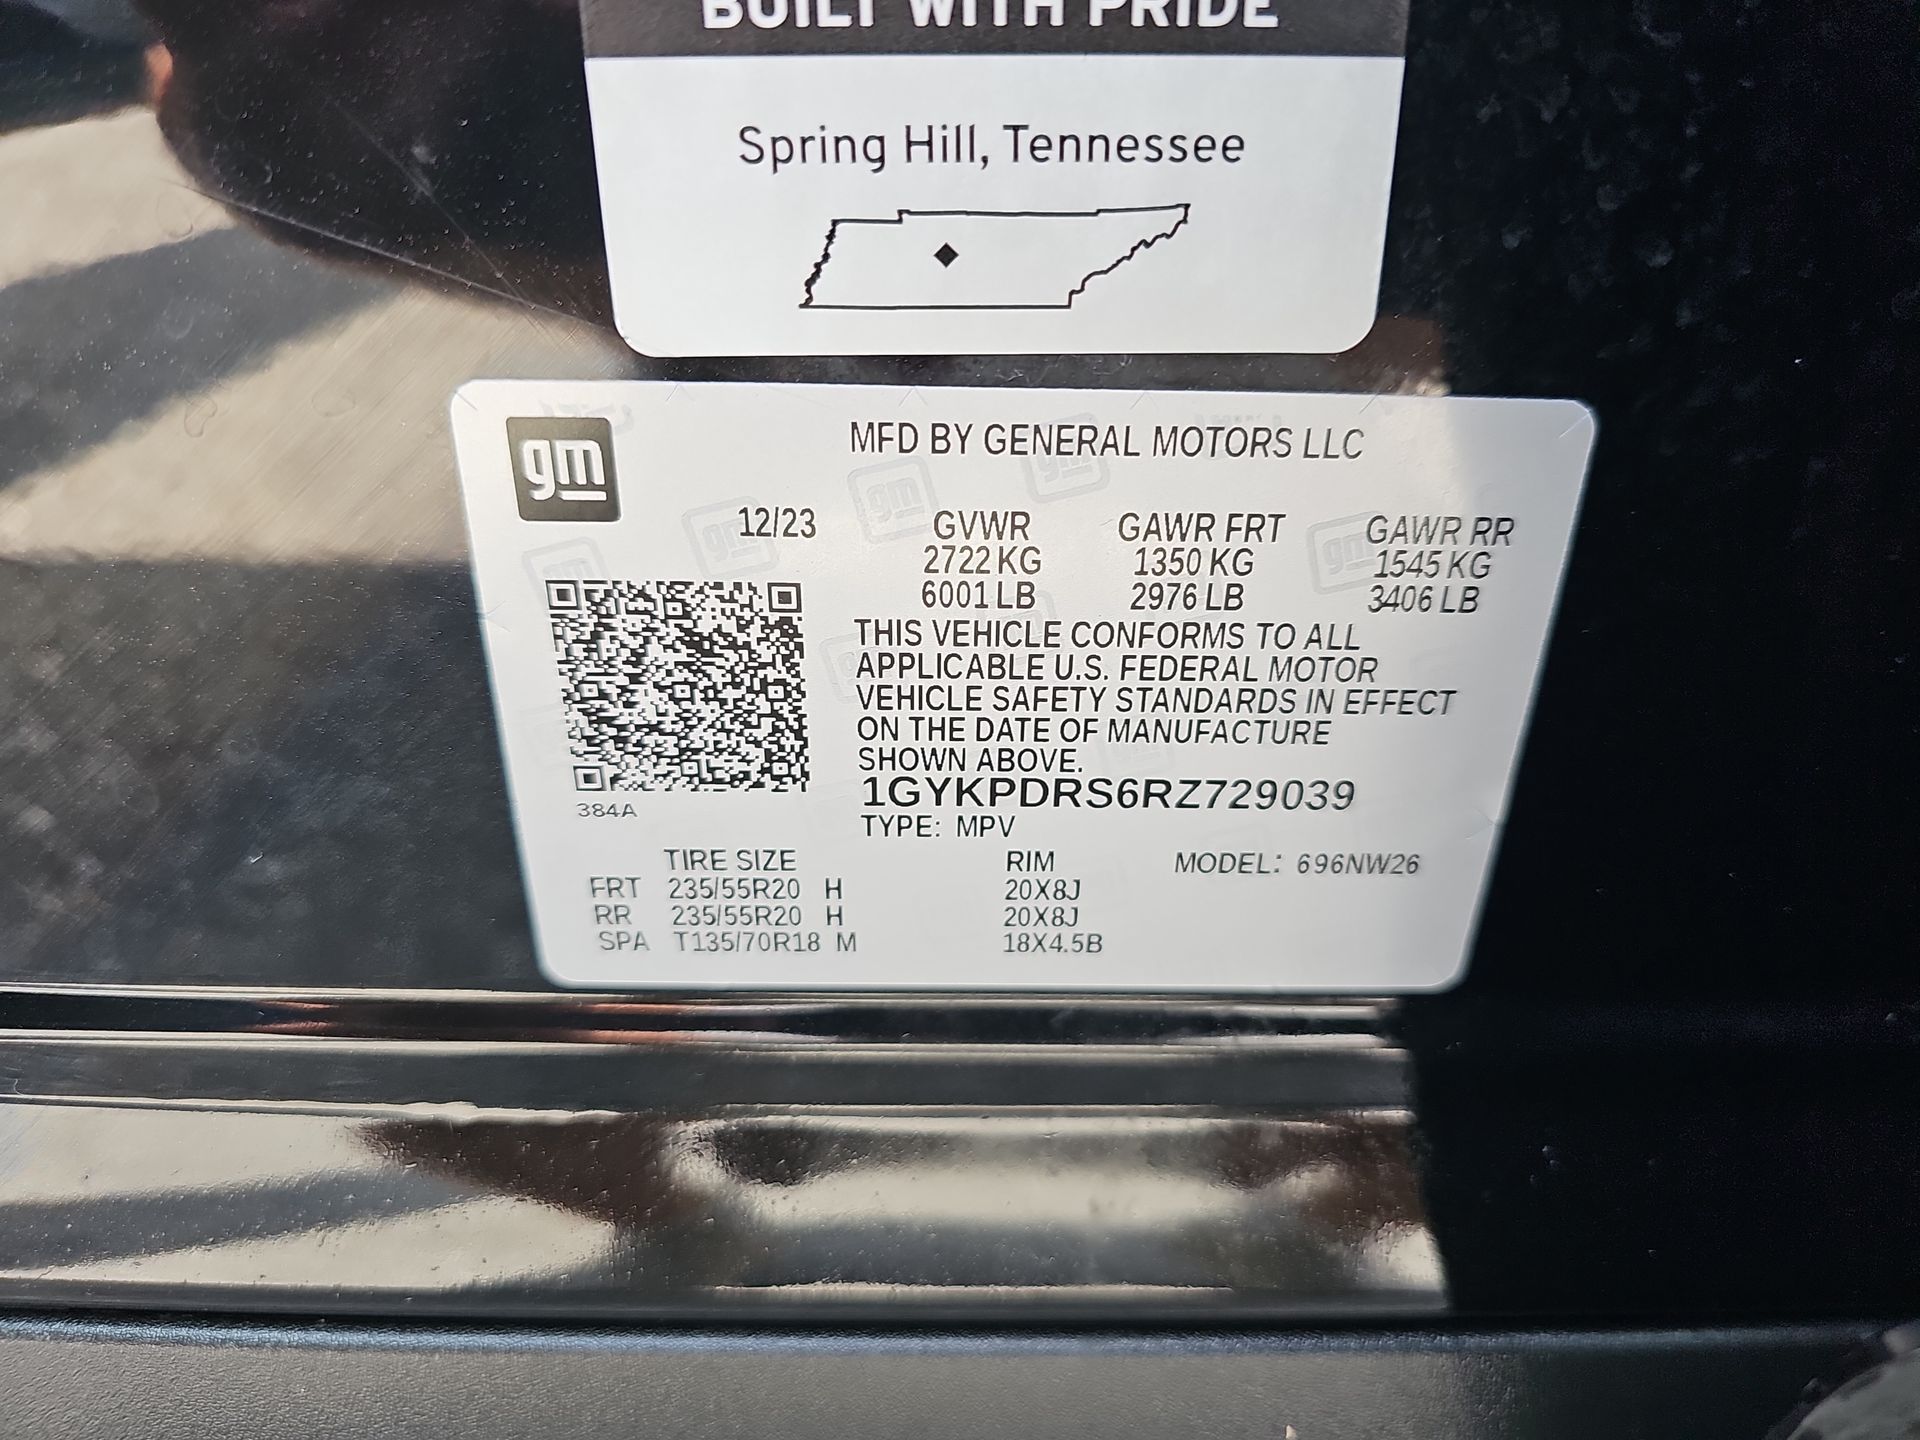 BUILT WITH PRIDE
Spring Hill, Tennessee
gm
MFD BY GENERAL MOTORS LLC
12/23 GVWR GAWR FRT GAWR RR
2722 KG 1350 KG 1545 KG
6001 LB 2976 LB 3406 LB
THIS VEHICLE CONFORMS TO ALL
APPLICABLE U.S. FEDERAL MOTOR
VEHICLE SAFETY STANDARDS IN EFFECT
ON THE DATE OF MANUFACTURE
SHOWN ABOVE.
1GYKPDRS6RZ729039
384A
TYPE: MPV
TIRE SIZE RIM MODEL: 696NW26
FRT 235/55R20 H 20X8J
RR 235/55R20 H 20X8J
SPA T135/70R18 M 18X4.5B